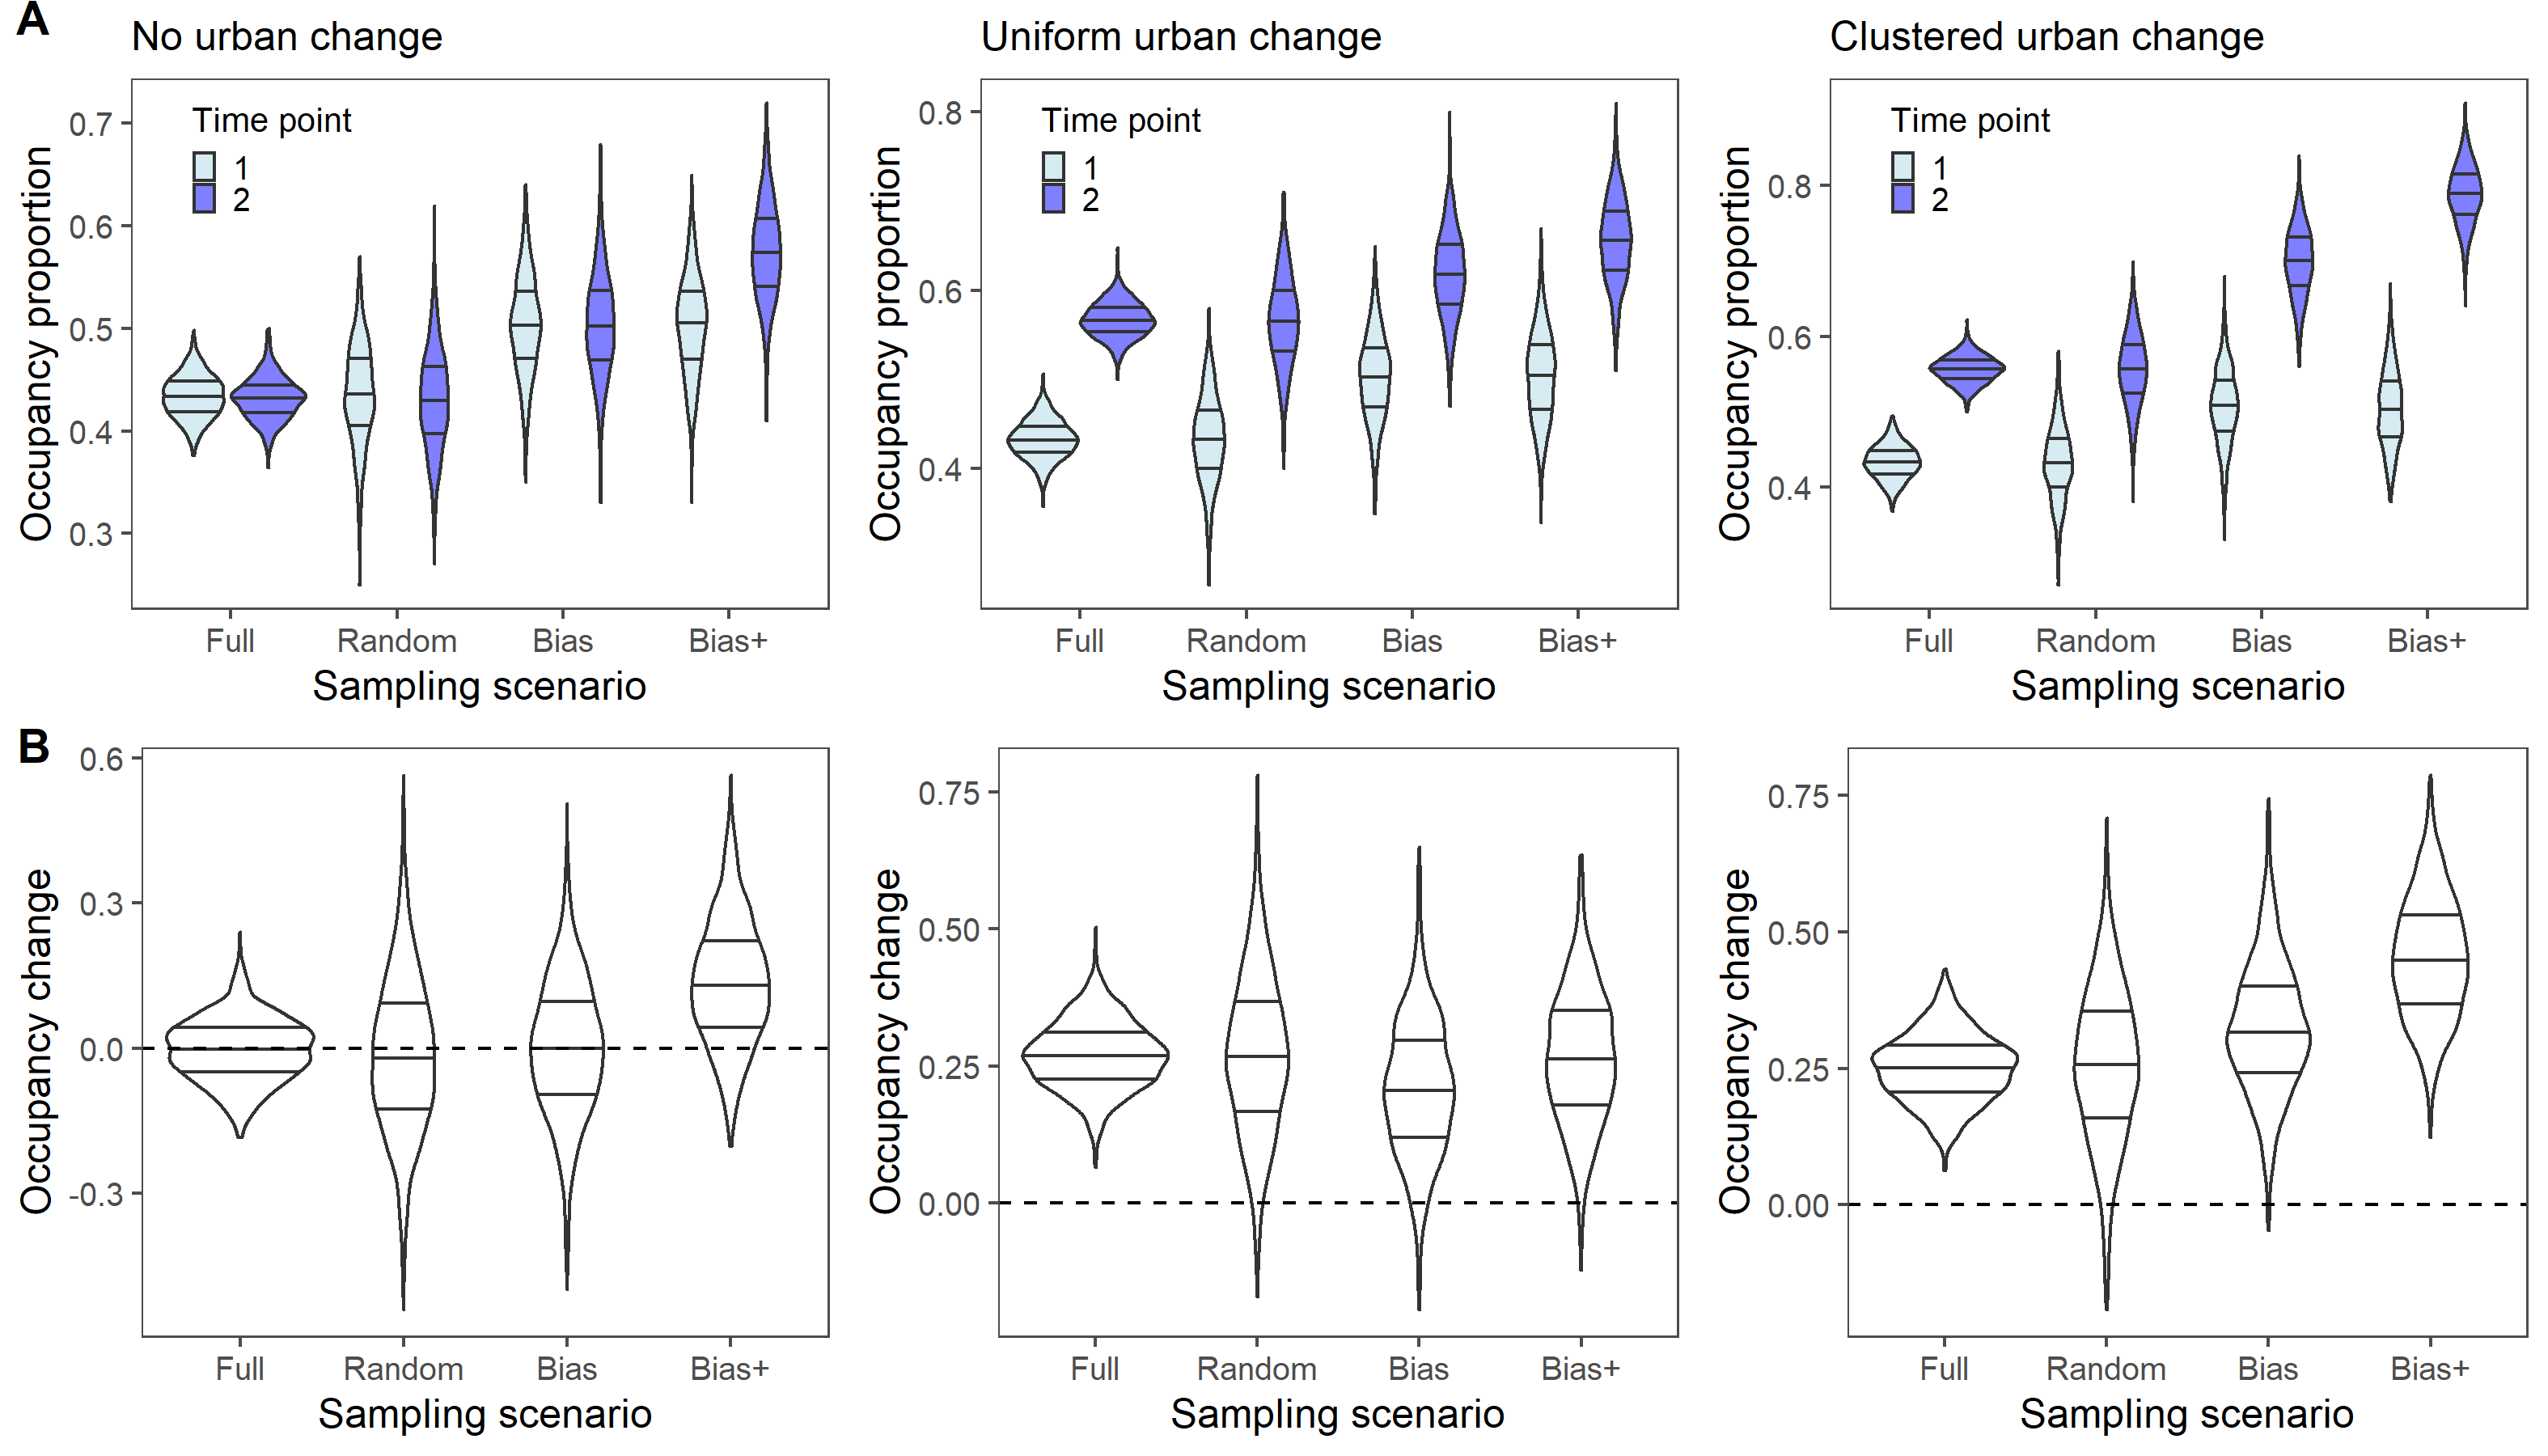 A
No urban change
Uniform urban change
Clustered urban change
Occupancy proportion
0.7
0.6
0.5
0.4
0.3
Time point
1
2
Full Random Bias Bias+
Sampling scenario
Occupancy proportion
0.8
0.6
0.4
Time point
1
2
Full Random Bias Bias+
Sampling scenario
Occupancy proportion
0.8
0.6
0.4
Time point
1
2
Full Random Bias Bias+
Sampling scenario
B
Occupancy change
0.6
0.3
0.0
-0.3
Full Random Bias Bias+
Sampling scenario
Occupancy change
0.75
0.50
0.25
0.00
Full Random Bias Bias+
Sampling scenario
Occupancy change
0.75
0.50
0.25
0.00
Full Random Bias Bias+
Sampling scenario